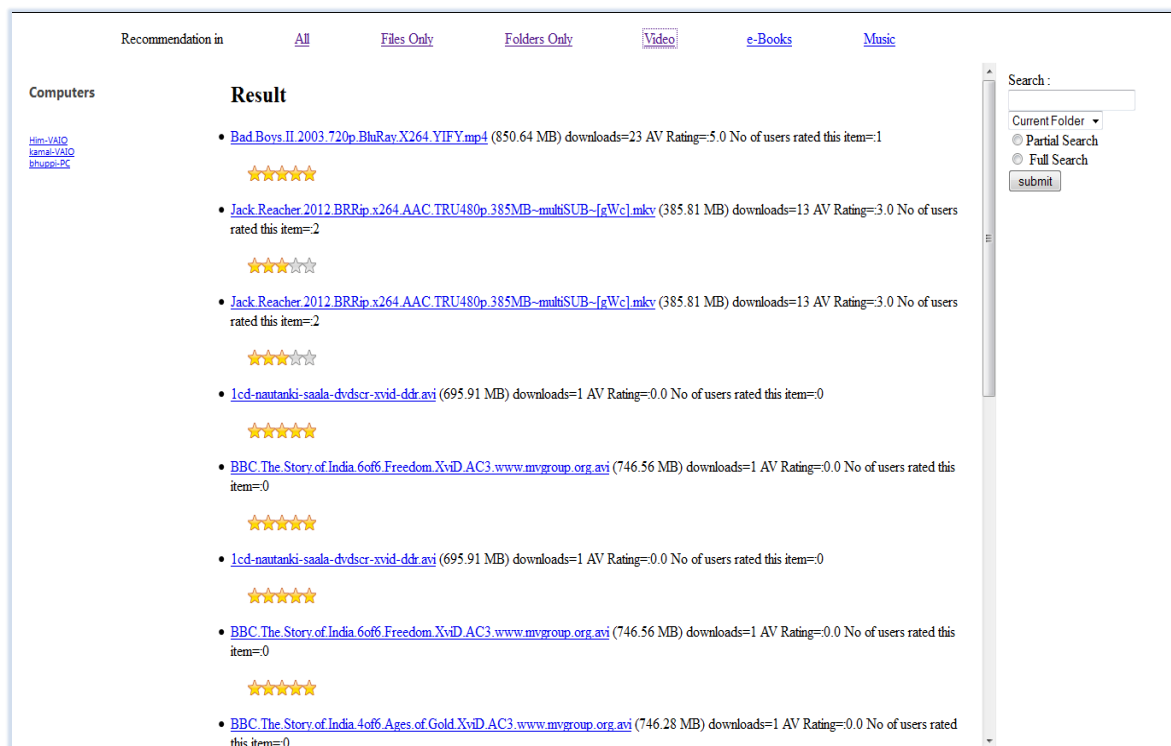 Recommendation in All Files Only Folders Only Video e-Books Music
Computers
Him-VAIO
kamal-VAIO
bhuppi-PC
Result
Bad.Boys.II.2003.720p.BluRay.X264.YIFY.mp4 (850.64 MB) downloads=23 AV Rating=:5.0 No of users rated this item=:1
Jack.Reacher.2012.BRRip.x264.AAC.TRU480p.385MB~multiSUB~[gWc].mkv (385.81 MB) downloads=13 AV Rating=:3.0 No of users
rated this item=:2
Jack.Reacher.2012.BRRip.x264.AAC.TRU480p.385MB~multiSUB~[gWc].mkv (385.81 MB) downloads=13 AV Rating=:3.0 No of users
rated this item=:2
1cd-nautanki-saala-dvdscr-xvid-ddr.avi (695.91 MB) downloads=1 AV Rating=:0.0 No of users rated this item=:0
BBC.The.Story.of.India.6of6.Freedom.XviD.AC3.www.mvgroup.org.avi (746.56 MB) downloads=1 AV Rating=:0.0 No of users rated this
item=:0
1cd-nautanki-saala-dvdscr-xvid-ddr.avi (695.91 MB) downloads=1 AV Rating=:0.0 No of users rated this item=:0
BBC.The.Story.of.India.6of6.Freedom.XviD.AC3.www.mvgroup.org.avi (746.56 MB) downloads=1 AV Rating=:0.0 No of users rated this
item=:0
BBC.The.Story.of.India.4of6.Ages.of.Gold.XviD.AC3.www.mvgroup.org.avi (746.28 MB) downloads=1 AV Rating=:0.0 No of users rated
this item=:0
Search :
Current Folder
Partial Search
Full Search
submit